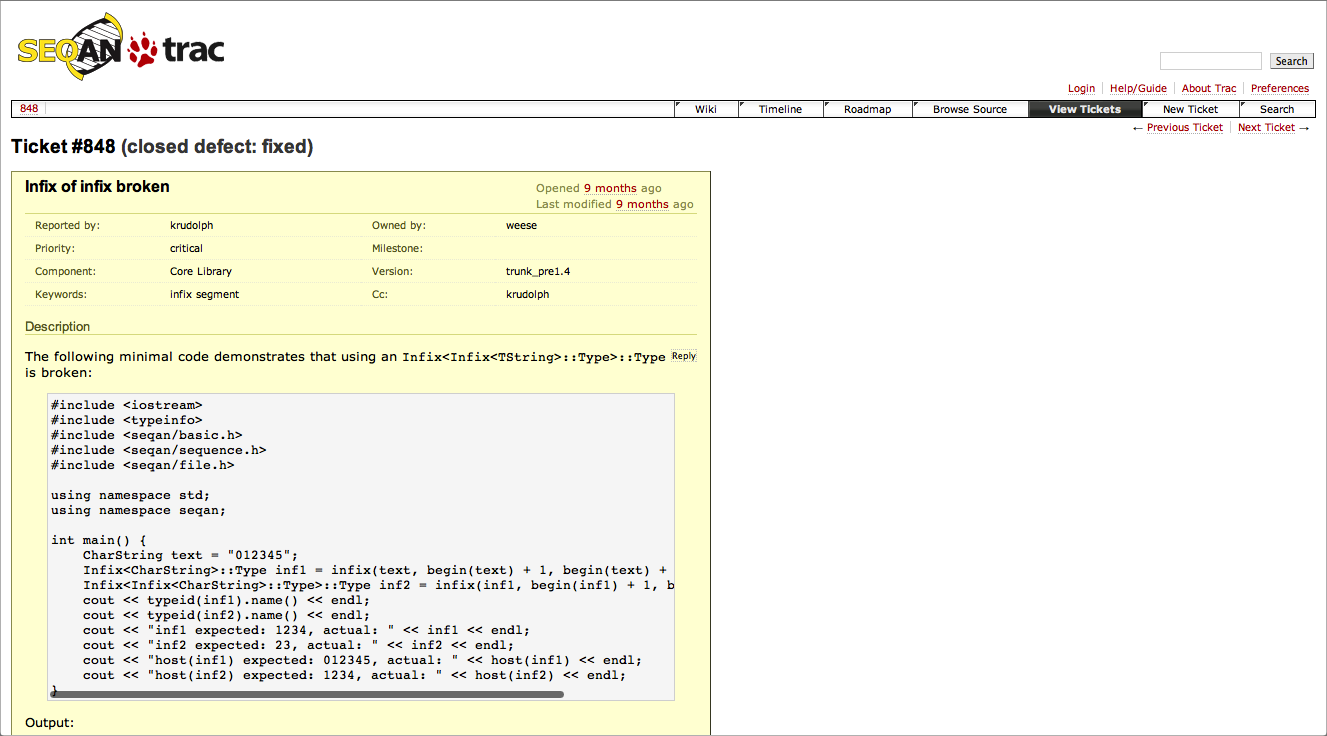 SEQAN trac
Search
Login Help/Guide About Trac Preferences
848 Wiki Timeline Roadmap Browse Source View Tickets New Ticket Search
← Previous Ticket Next Ticket →
Ticket #848 (closed defect: fixed)
Infix of infix broken
Opened 9 months ago
Last modified 9 months ago
Reported by: krudolph Owned by: weese
Priority: critical Milestone:
Component: Core Library Version: trunk_pre1.4
Keywords: infix segment Cc: krudolph
Description
The following minimal code demonstrates that using an Infix<Infix<TString>::Type>::Type Reply
is broken:
#include <iostream>
#include <typeinfo>
#include <seqan/basic.h>
#include <seqan/sequence.h>
#include <seqan/file.h>
using namespace std;
using namespace seqan;
int main() {
CharString text = "012345";
Infix<CharString>::Type inf1 = infix(text, begin(text) + 1, begin(text) +
Infix<Infix<CharString>::Type>::Type inf2 = infix(inf1, begin(inf1) + 1, b
cout << typeid(inf1).name() << endl;
cout << typeid(inf2).name() << endl;
cout << "inf1 expected: 1234, actual: " << inf1 << endl;
cout << "inf2 expected: 23, actual: " << inf2 << endl;
cout << "host(inf1) expected: 012345, actual: " << host(inf1) << endl;
cout << "host(inf2) expected: 1234, actual: " << host(inf2) << endl;
}
Output: